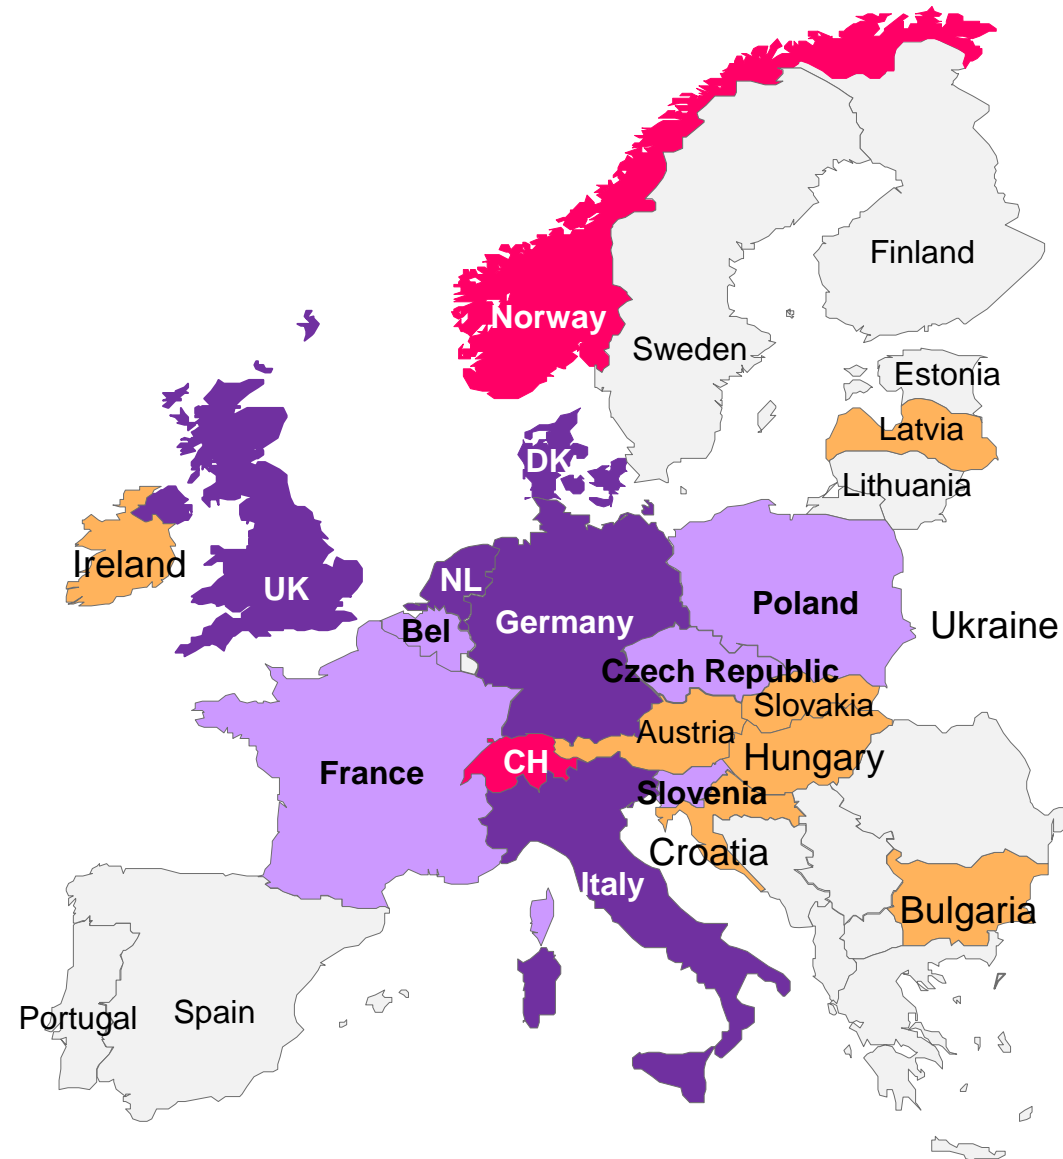 Finland
Norway
Sweden
Estonia
Latvia
DK
Lithuania
Ireland
NL
UK
Poland
Germany
Bel
Ukraine
Czech Republic
Slovakia
Austria
Hungary
CH
France
Slovenia
Croatia
Italy
Bulgaria
Spain
Portugal